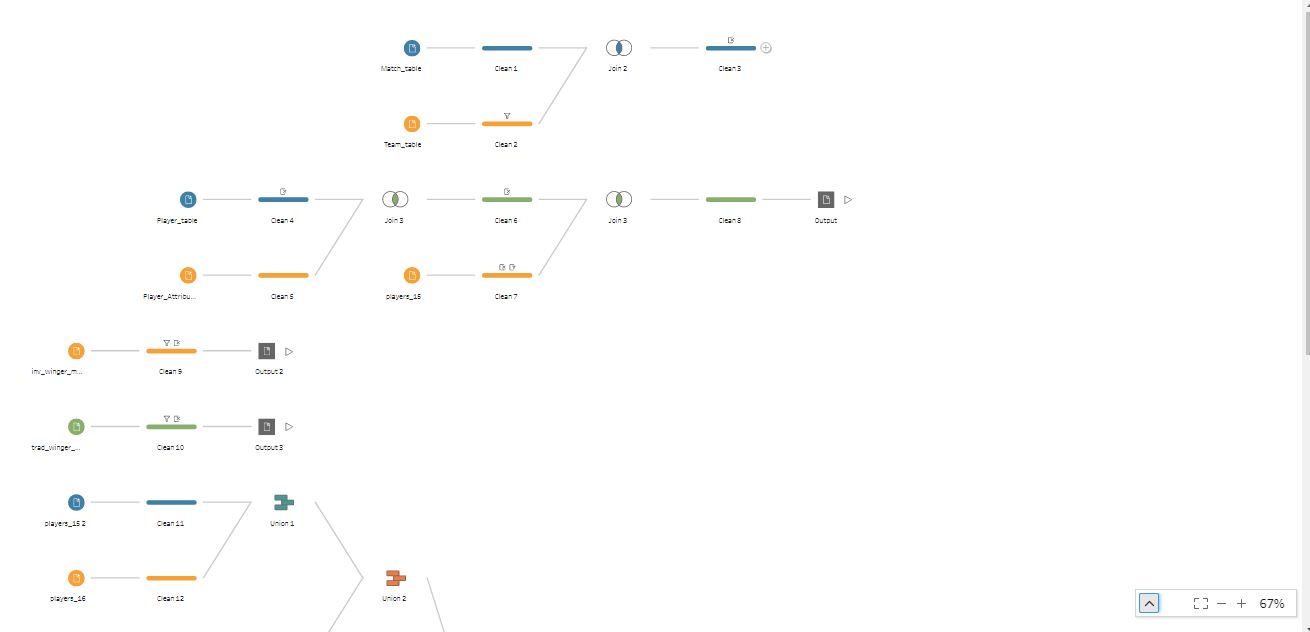 Match_table
Clean 1
Join 2
Clean 3
Team_table
Clean 2
Player_table
Clean 4
Join 3
Clean 6
Join 3
Clean 8
Output
Player_Attribu...
Clean 5
players_15
Clean 7
inv_winger_m...
Clean 9
Output 2
trad_winger_...
Clean 10
Output 3
players_15 2
Clean 11
Union 1
players_16
Clean 12
Union 2
67%